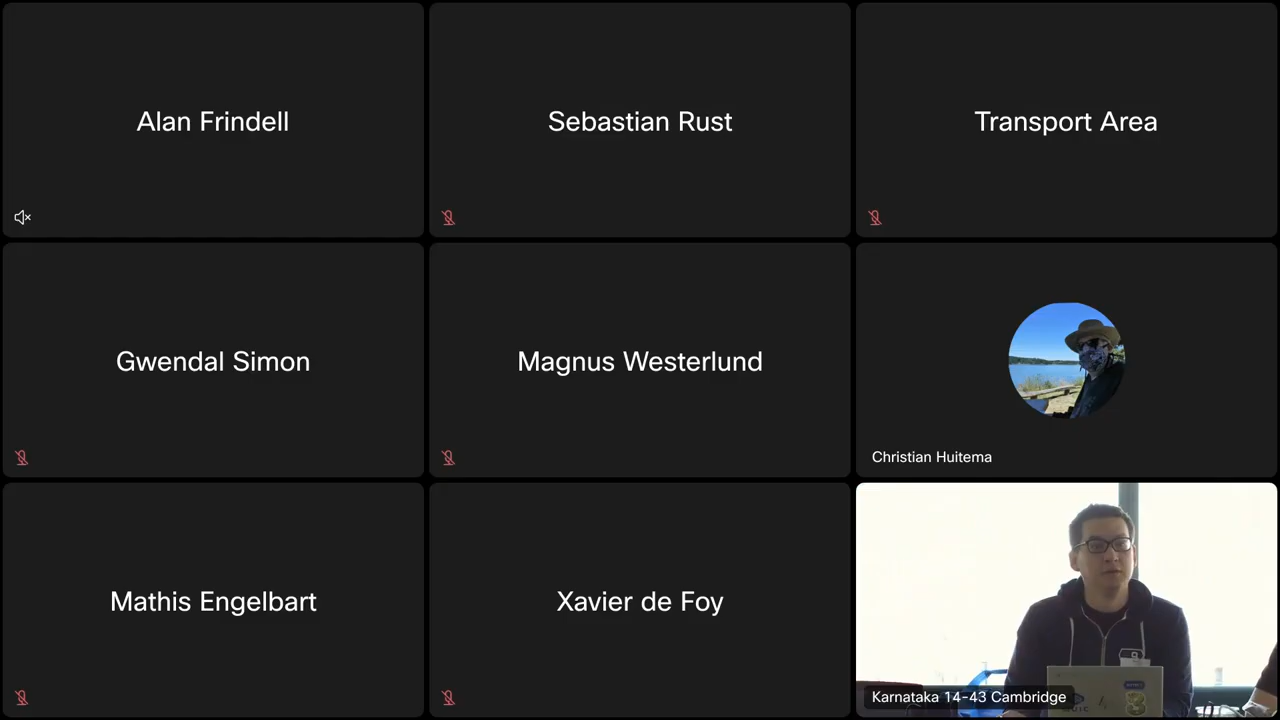 Alan Frindell
Sebastian Rust
Transport Area
Gwendal Simon
Magnus Westerlund
Christian Huitema
Mathis Engelbart
Xavier de Foy
Karnataka 14-43 Cambridge